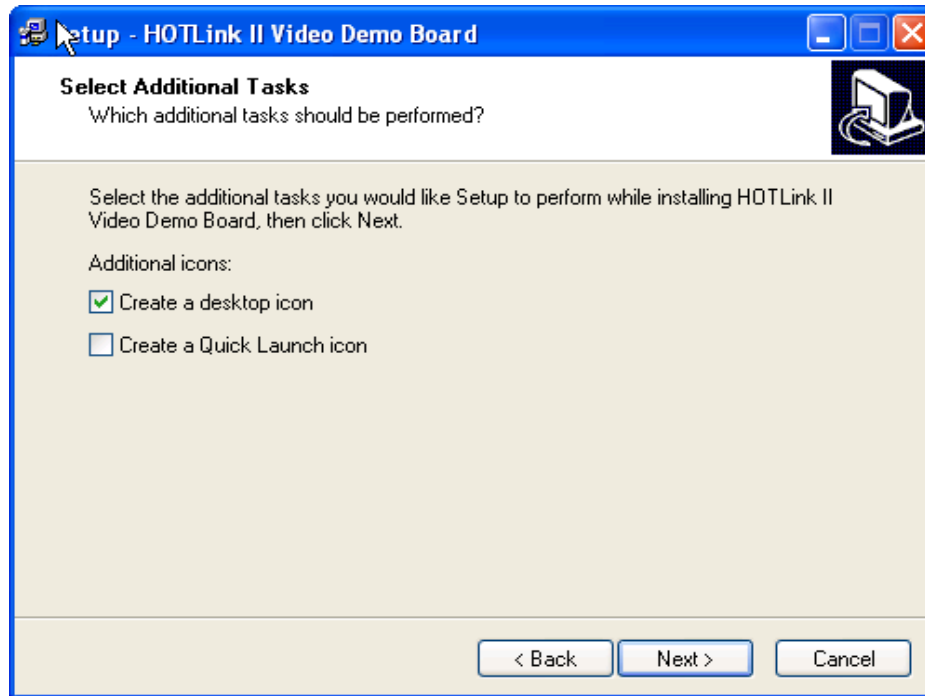 Setup - HOTLink II Video Demo Board
Select Additional Tasks
Which additional tasks should be performed?
Select the additional tasks you would like Setup to perform while installing HOTLink II
Video Demo Board, then click Next.
Additional icons:
Create a desktop icon
Create a Quick Launch icon
< Back Next > Cancel